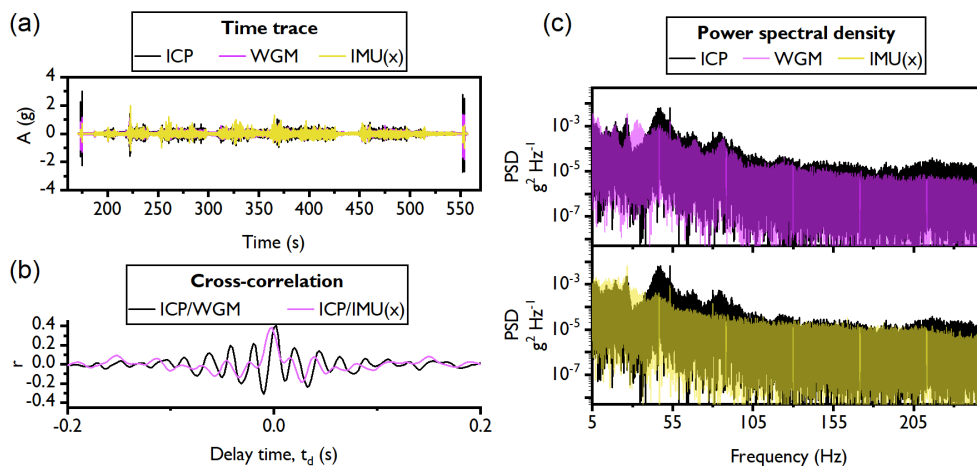 (a)
Time trace
ICP WGM IMU(x)
A (g)
4
2
0
-2
-4
200 250 300 350 400 450 500 550
Time (s)
(b)
Cross-correlation
ICP/WGM ICP/IMU(x)
r
0.4
0.2
0.0
-0.2
-0.4
-0.2 0.0 0.2
Delay time, t_d (s)
(c)
Power spectral density
ICP WGM IMU(x)
PSD
g² Hz⁻¹
10⁻³
10⁻⁵
10⁻⁷
PSD
g² Hz⁻¹
10⁻³
10⁻⁵
10⁻⁷
5 55 105 155 205
Frequency (Hz)